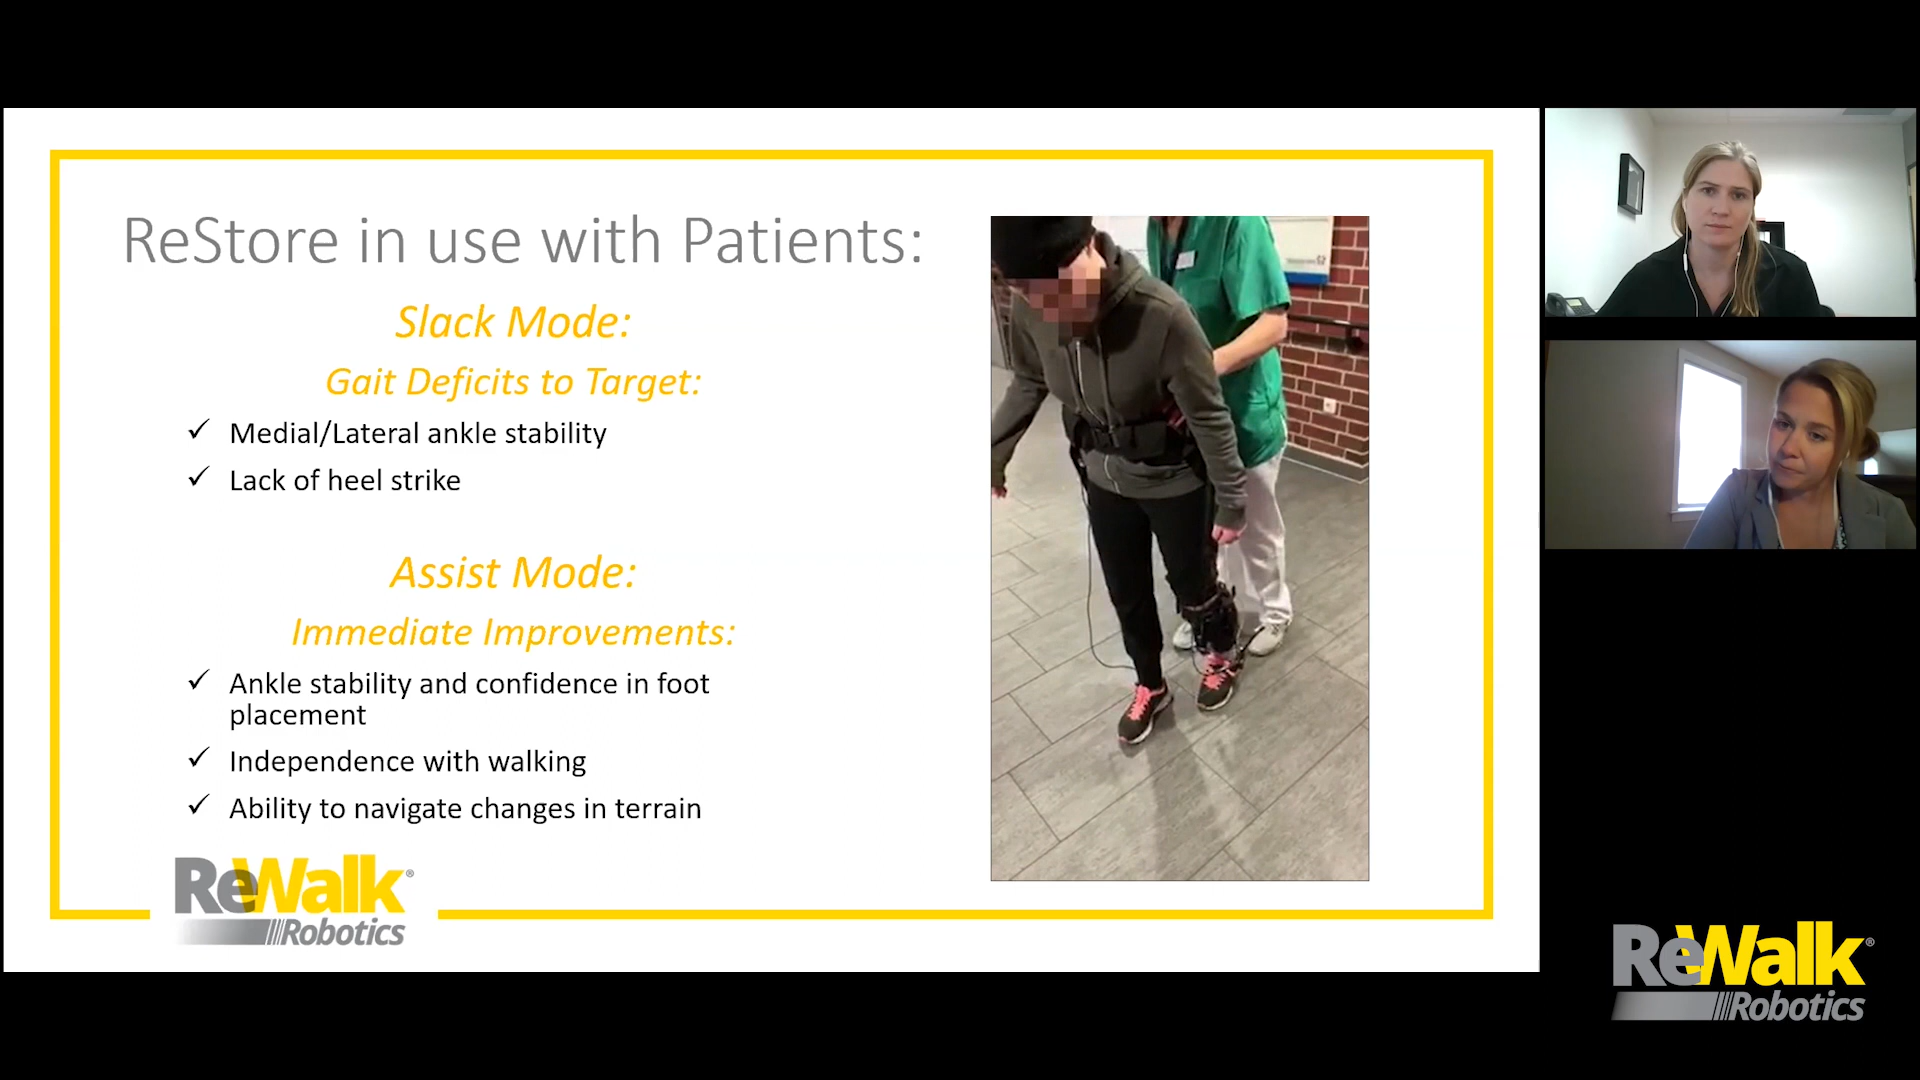 ReStore in use with Patients:
Slack Mode:
Gait Deficits to Target:
✓ Medial/Lateral ankle stability
✓ Lack of heel strike
Assist Mode:
Immediate Improvements:
✓ Ankle stability and confidence in foot
placement
✓ Independence with walking
✓ Ability to navigate changes in terrain
ReWalk®
Robotics
ReWalk®
Robotics